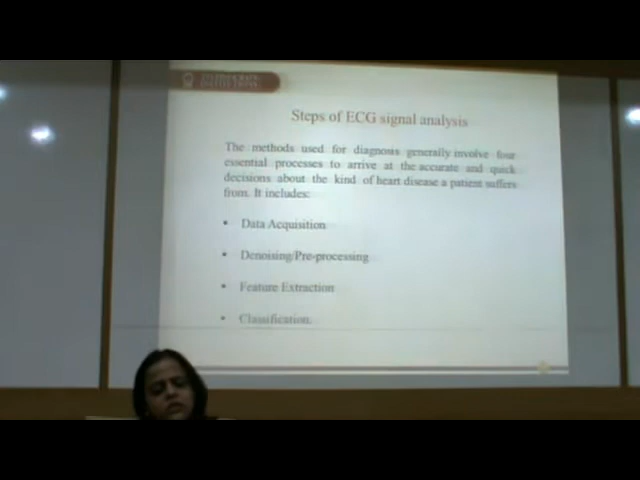 Steps of ECG signal analysis
The methods used for diagnosis generally involve four
essential processes to arrive at the accurate and quick
decisions about the kind of heart disease a patient suffers
from. It includes:
• Data Acquisition
• Denoising/Pre-processing
• Feature Extraction
• Classification.